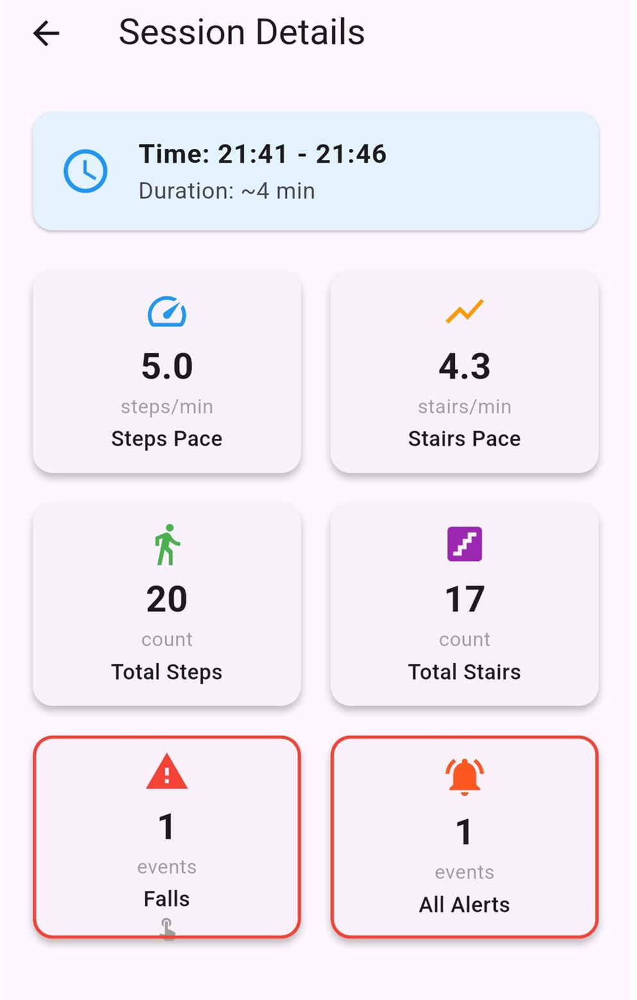 Session Details
Time: 21:41 - 21:46
Duration: ~4 min
5.0
steps/min
Steps Pace
4.3
stairs/min
Stairs Pace
20
count
Total Steps
17
count
Total Stairs
1
events
Falls
1
events
All Alerts